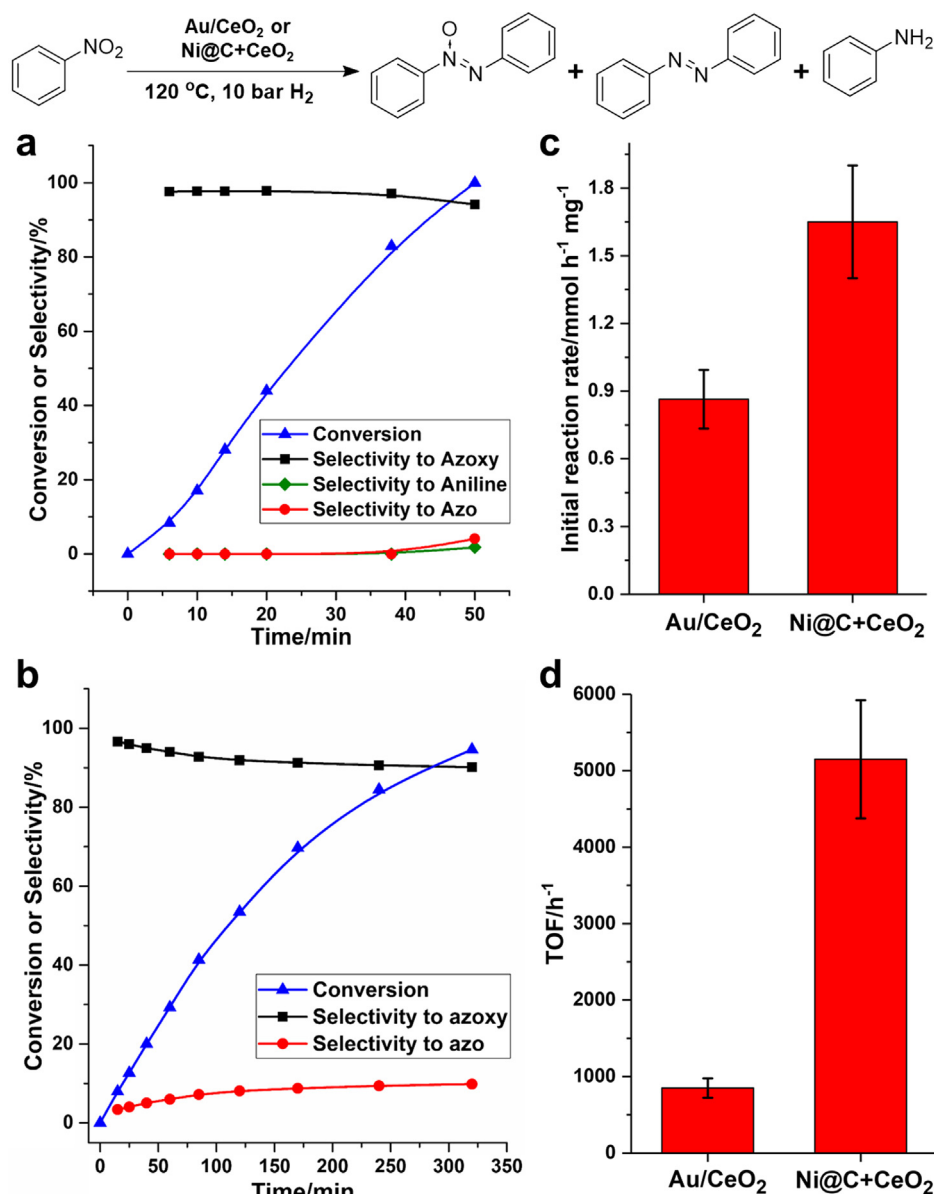 NO₂
Au/CeO₂ or
Ni@C+CeO₂
120 °C, 10 bar H₂
O
N
N
+
N
N
+
NH₂
a
Conversion or Selectivity/%
100
80
60
40
20
0
Conversion
Selectivity to Azoxy
Selectivity to Aniline
Selectivity to Azo
0 10 20 30 40 50
Time/min
b
Conversion or Selectivity/%
100
80
60
40
20
0
Conversion
Selectivity to azoxy
Selectivity to azo
0 50 100 150 200 250 300 350
Time/min
c
Initial reaction rate/mmol h⁻¹ mg⁻¹
1.8
1.5
1.2
0.9
0.6
0.3
0.0
Au/CeO₂ Ni@C+CeO₂
d
TOF/h⁻¹
6000
5000
4000
3000
2000
1000
0
Au/CeO₂ Ni@C+CeO₂